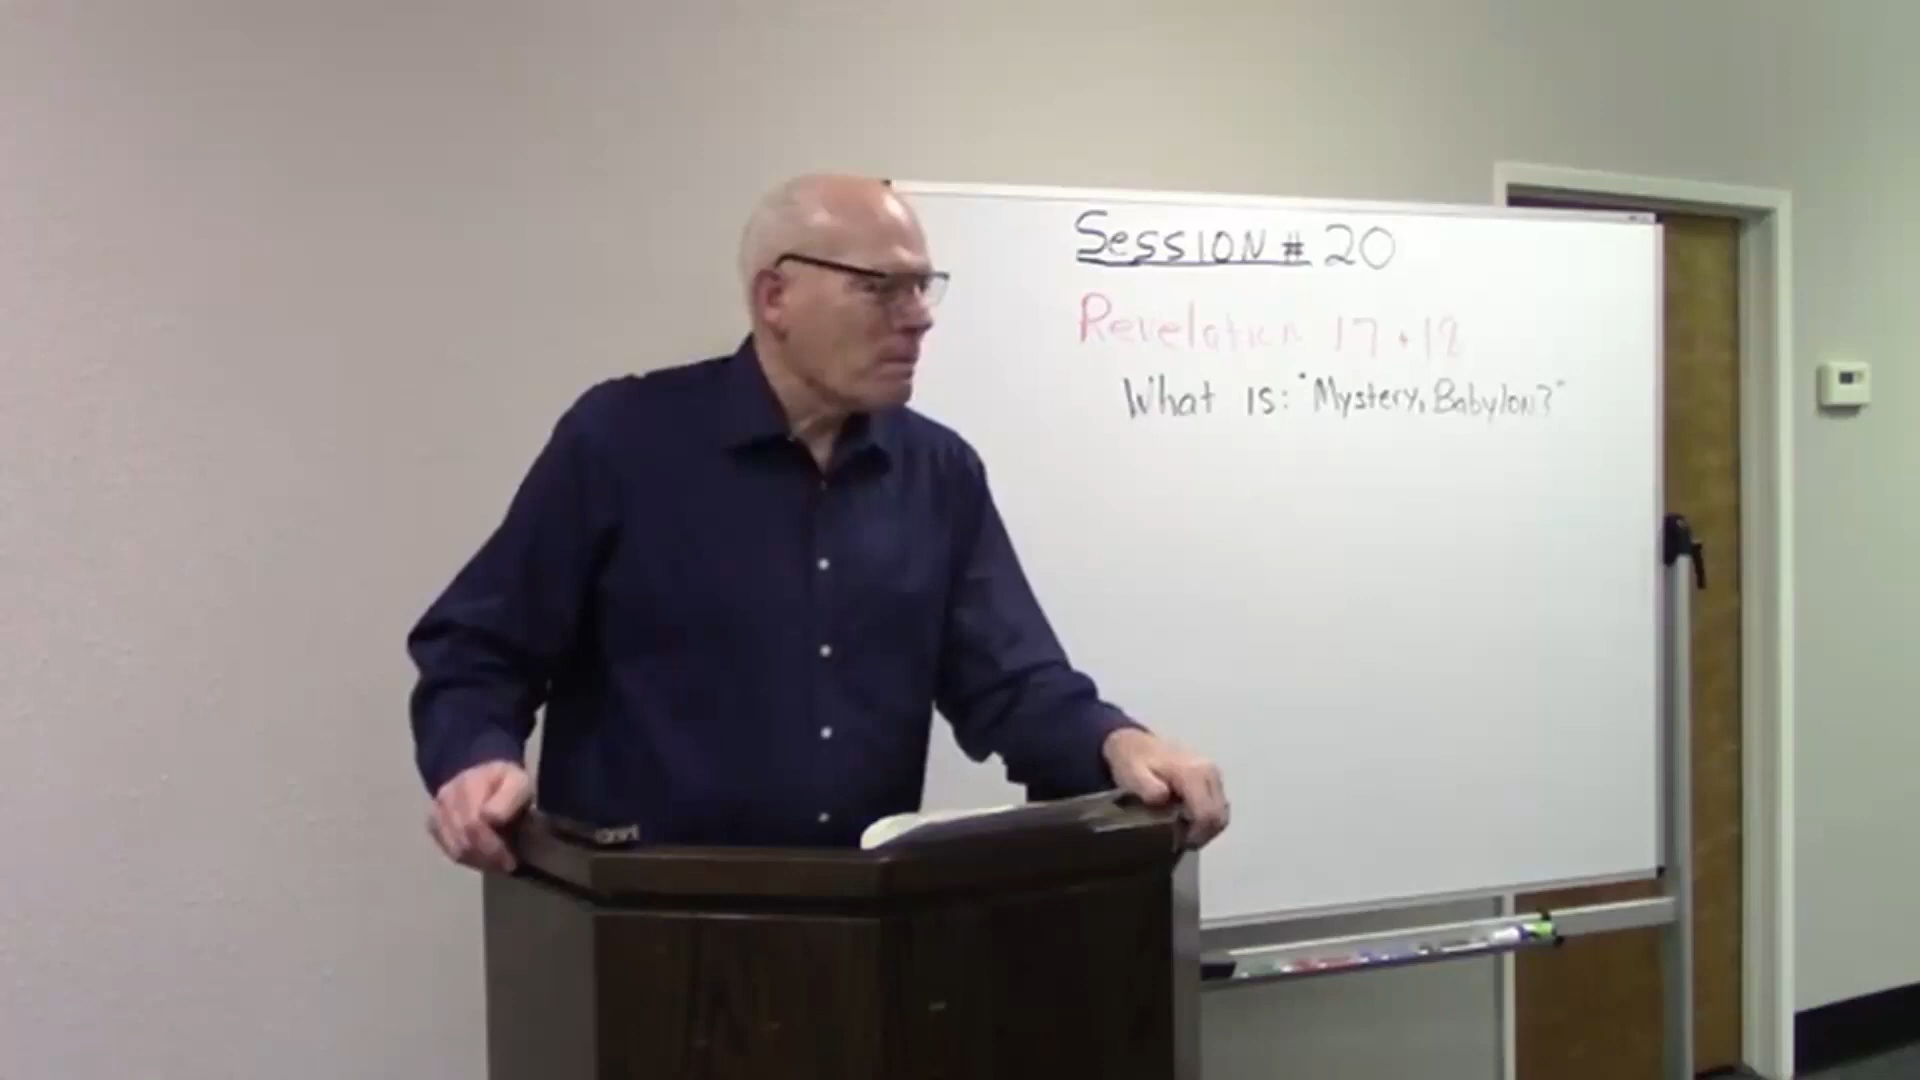 Session # 20
Revelation 17 + 18
What is: "Mystery, Babylon?"